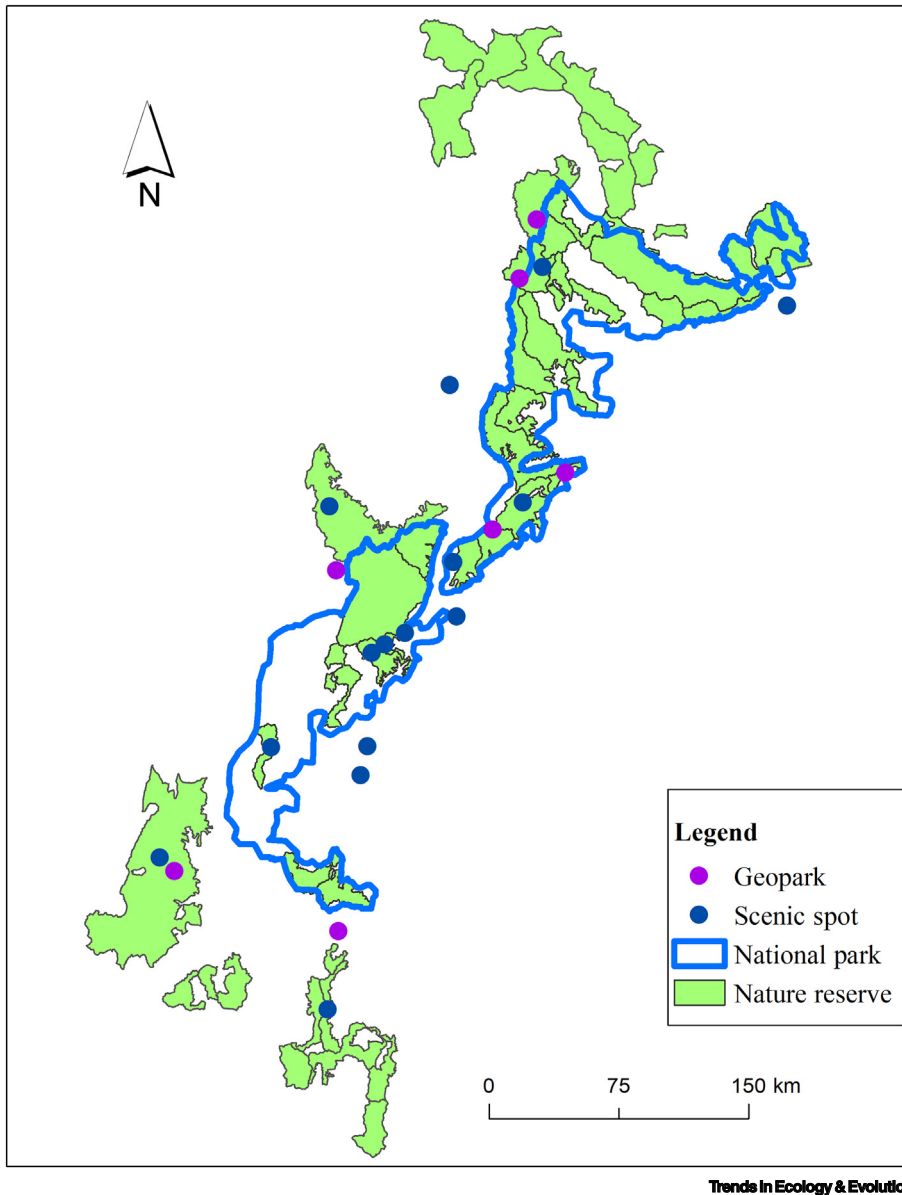 N
Legend
Geopark
Scenic spot
National park
Nature reserve
0 75 150 km
Trends in Ecology & Evolutio